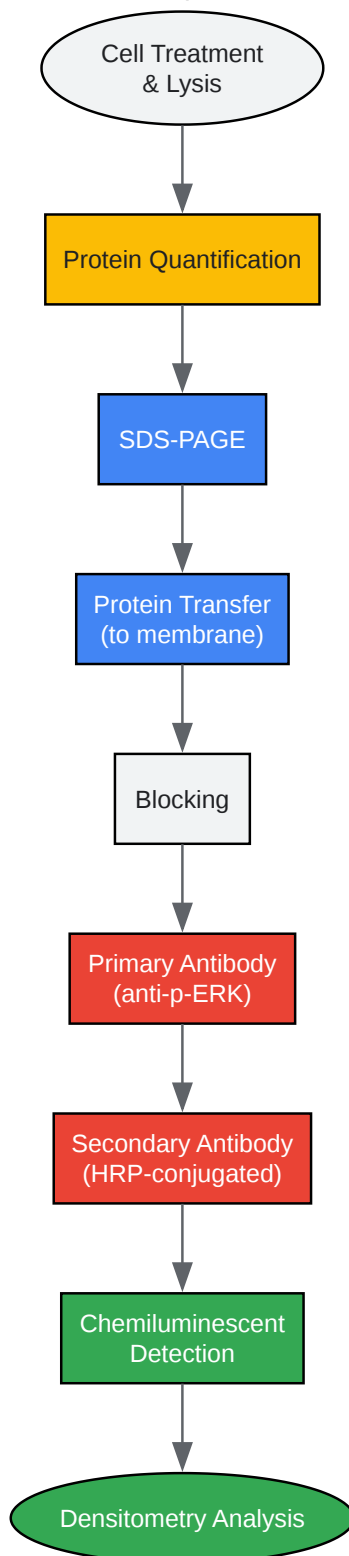 Cell Treatment
& Lysis
Protein Quantification
SDS-PAGE
Protein Transfer
(to membrane)
Blocking
Primary Antibody
(anti-p-ERK)
Secondary Antibody
(HRP-conjugated)
Chemiluminescent
Detection
Densitometry Analysis